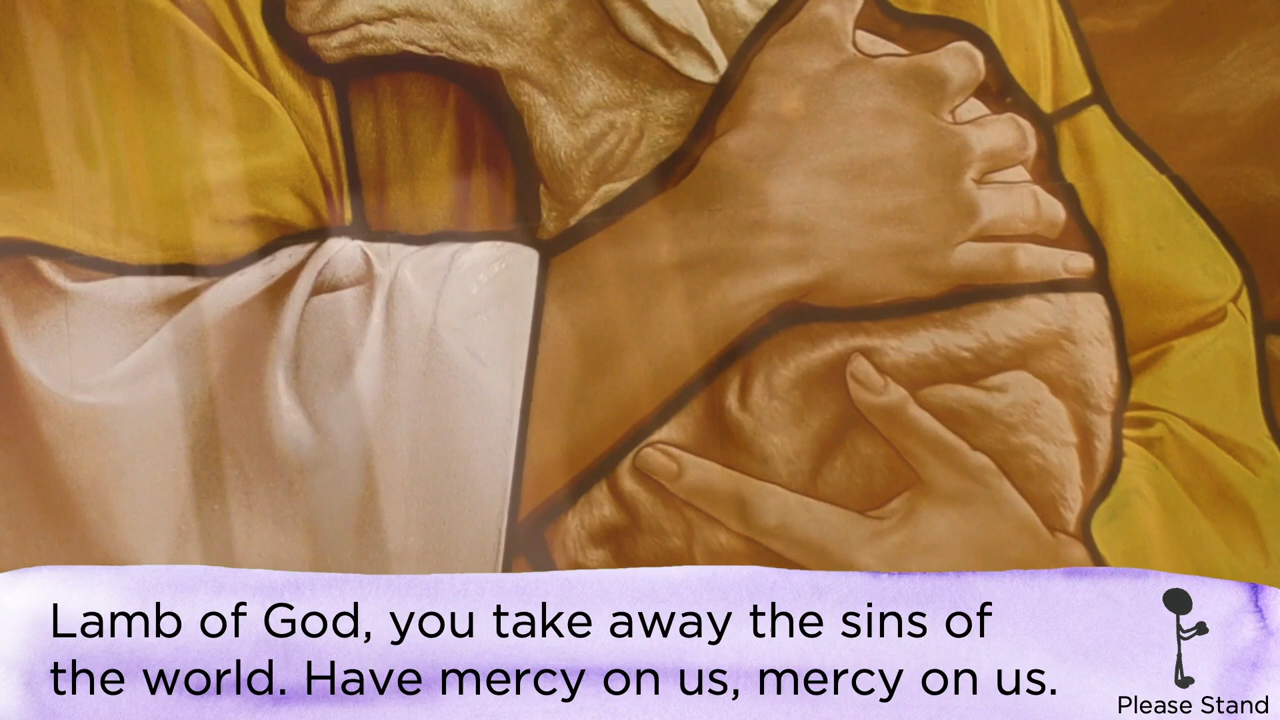 Lamb of God, you take away the sins of
the world. Have mercy on us, mercy on us.
Please Stand